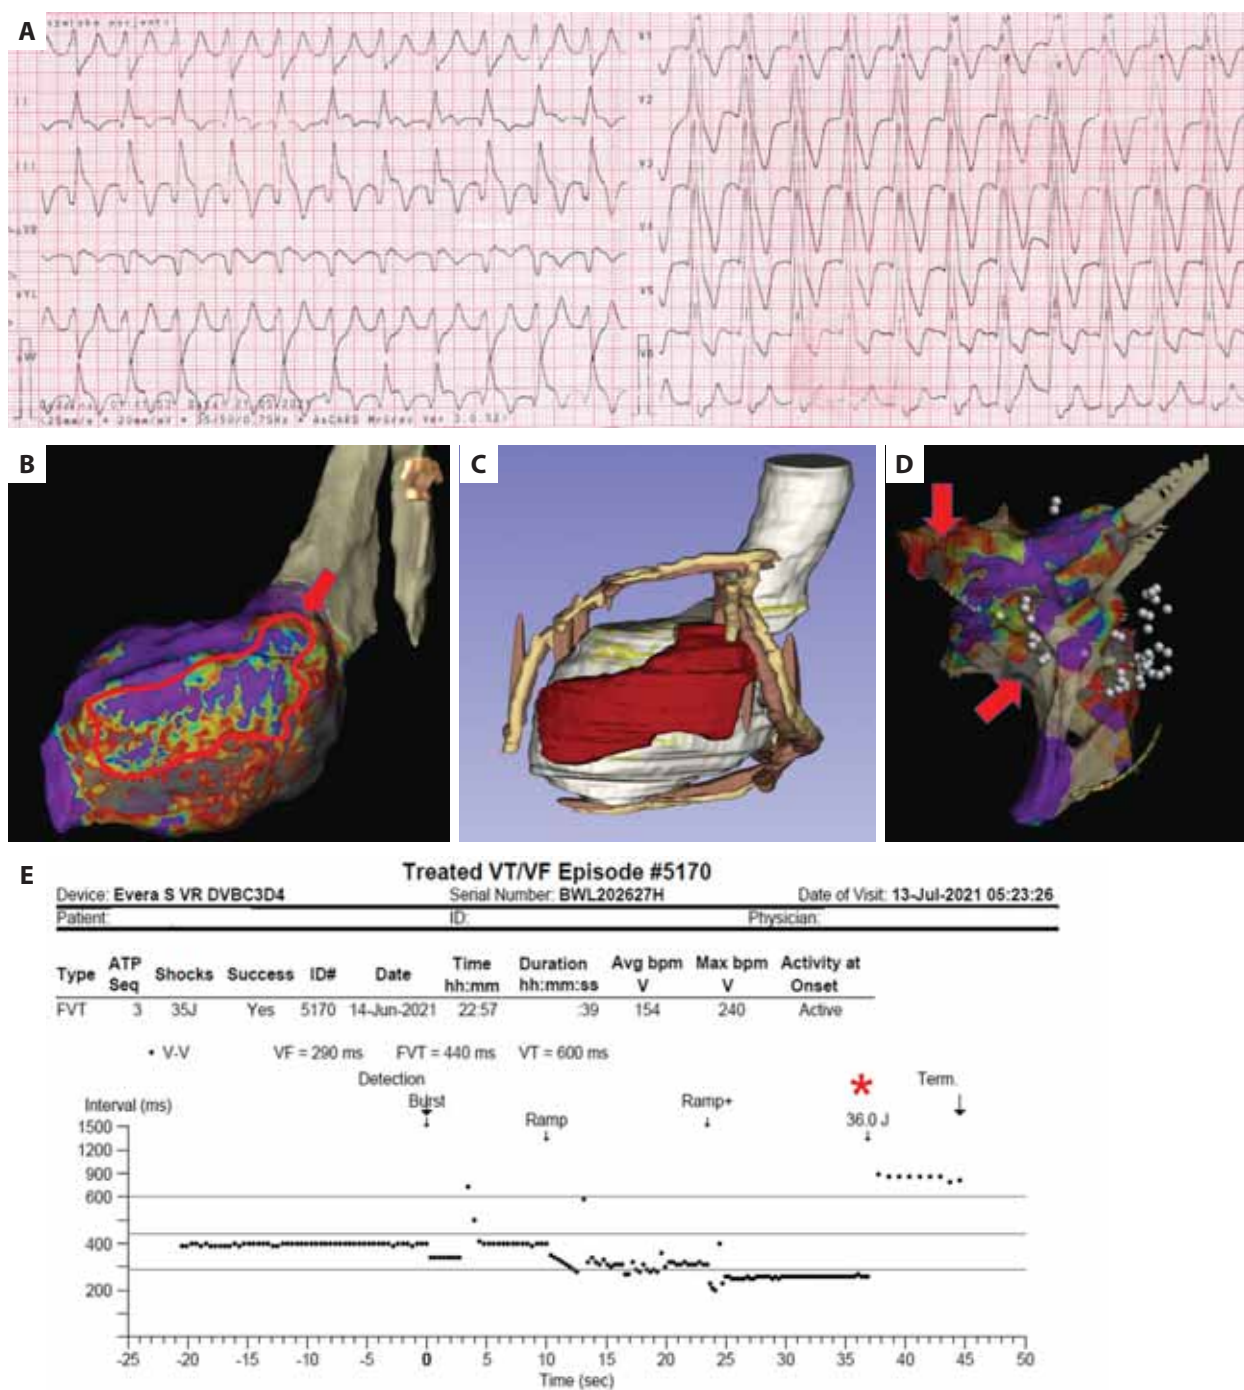 A
V1
II
V2
III
V3
aVR
V4
aVL
V5
V6
B
C
D
E
Treated VT/VF Episode #5170
Device: Evera S VR DVBC3D4 Serial Number: BWL202627H Date of Visit: 13-Jul-2021 05:23:26
Patient: ID: Physician:
Type ATP Seq Shocks Success ID# Date Time hh:mm Duration hh:mm:ss Avg bpm V Max bpm V Activity at Onset
FVT 3 35J Yes 5170 14-Jun-2021 22:57 :39 154 240 Active
• V-V VF = 290 ms FVT = 440 ms VT = 600 ms
Detection * Term.
Interval (ms) Burst Ramp Ramp+ 36.0 J
1500
1200
900
600
400
200
-25 -20 -15 -10 -5 0 5 10 15 20 25 30 35 40 45 50
Time (sec)